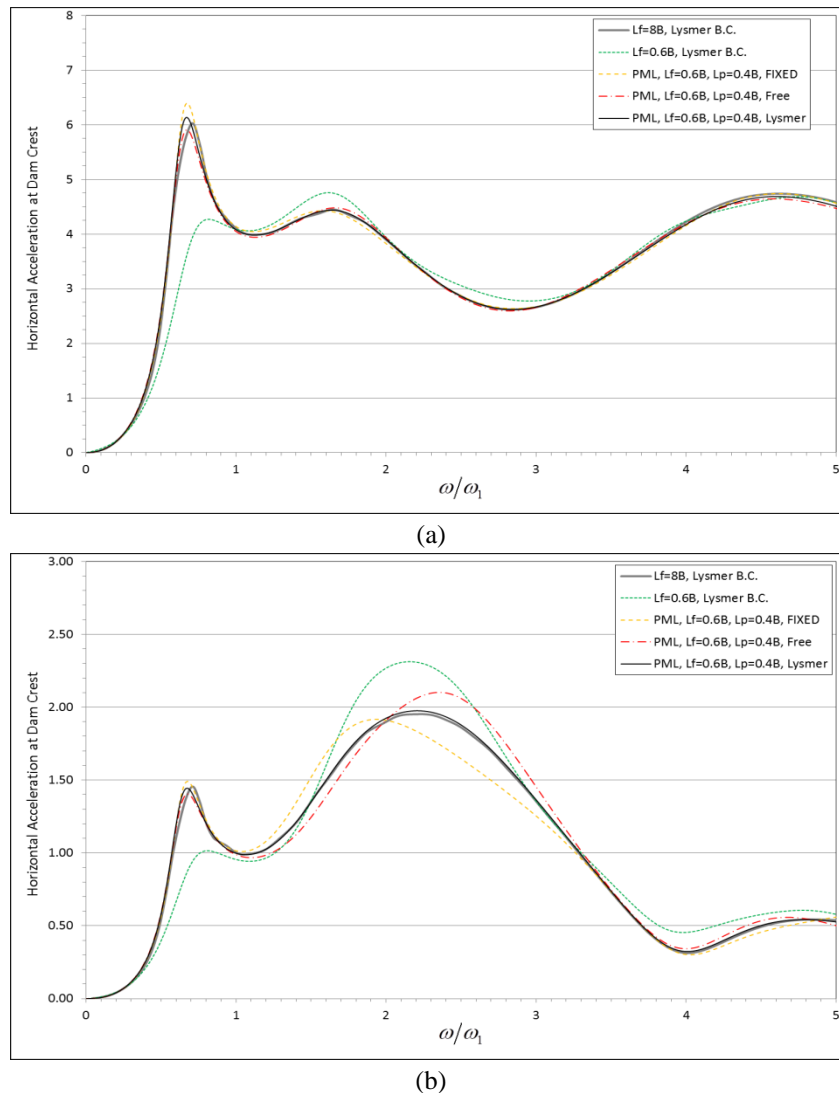 8
7
6
5
4
3
2
1
0
Horizontal Acceleration at Dam Crest
Lf=8B, Lysmer B.C.
Lf=0.6B, Lysmer B.C.
PML, Lf=0.6B, Lp=0.4B, FIXED
PML, Lf=0.6B, Lp=0.4B, Free
PML, Lf=0.6B, Lp=0.4B, Lysmer
0 1 2 3 4 5
ω/ω₁
(a)
3.00
2.50
2.00
1.50
1.00
0.50
0.00
Horizontal Acceleration at Dam Crest
Lf=8B, Lysmer B.C.
Lf=0.6B, Lysmer B.C.
PML, Lf=0.6B, Lp=0.4B, FIXED
PML, Lf=0.6B, Lp=0.4B, Free
PML, Lf=0.6B, Lp=0.4B, Lysmer
0 1 2 3 4 5
ω/ω₁
(b)